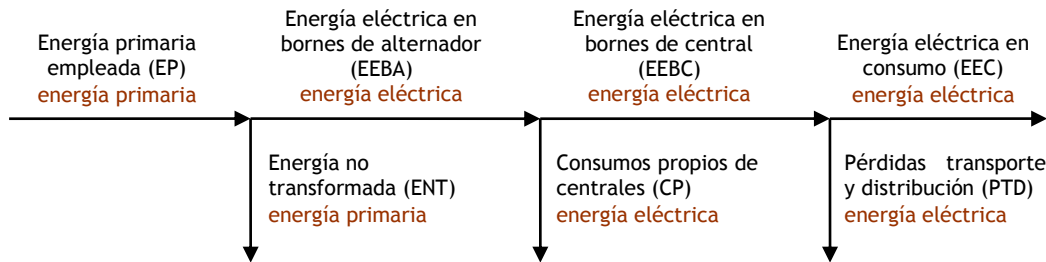 Energía primaria
empleada (EP)
energía primaria
Energía eléctrica en
bornes de alternador
(EEBA)
energía eléctrica
Energía eléctrica en
bornes de central
(EEBC)
energía eléctrica
Energía eléctrica en
consumo (EEC)
energía eléctrica
Energía no
transformada (ENT)
energía primaria
Consumos propios de
centrales (CP)
energía eléctrica
Pérdidas transporte
y distribución (PTD)
energía eléctrica